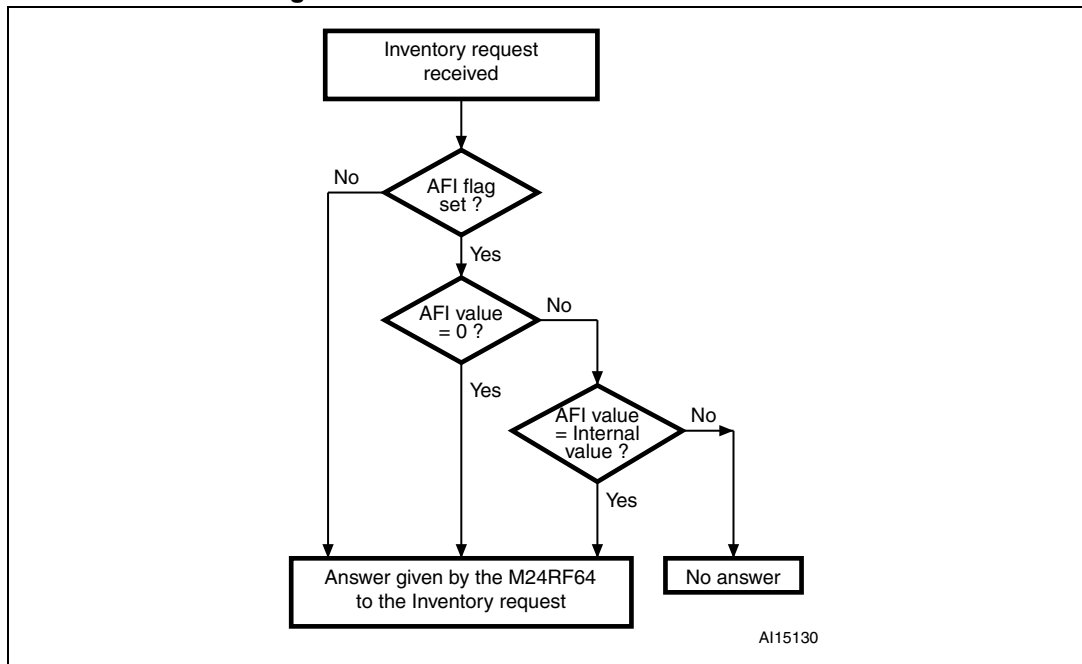 Inventory request
received
No
AFI flag
set ?
Yes
AFI value
= 0 ?
No
Yes
AFI value
= Internal
value ?
No
Yes
Answer given by the M24RF64
to the Inventory request
No answer
AI15130